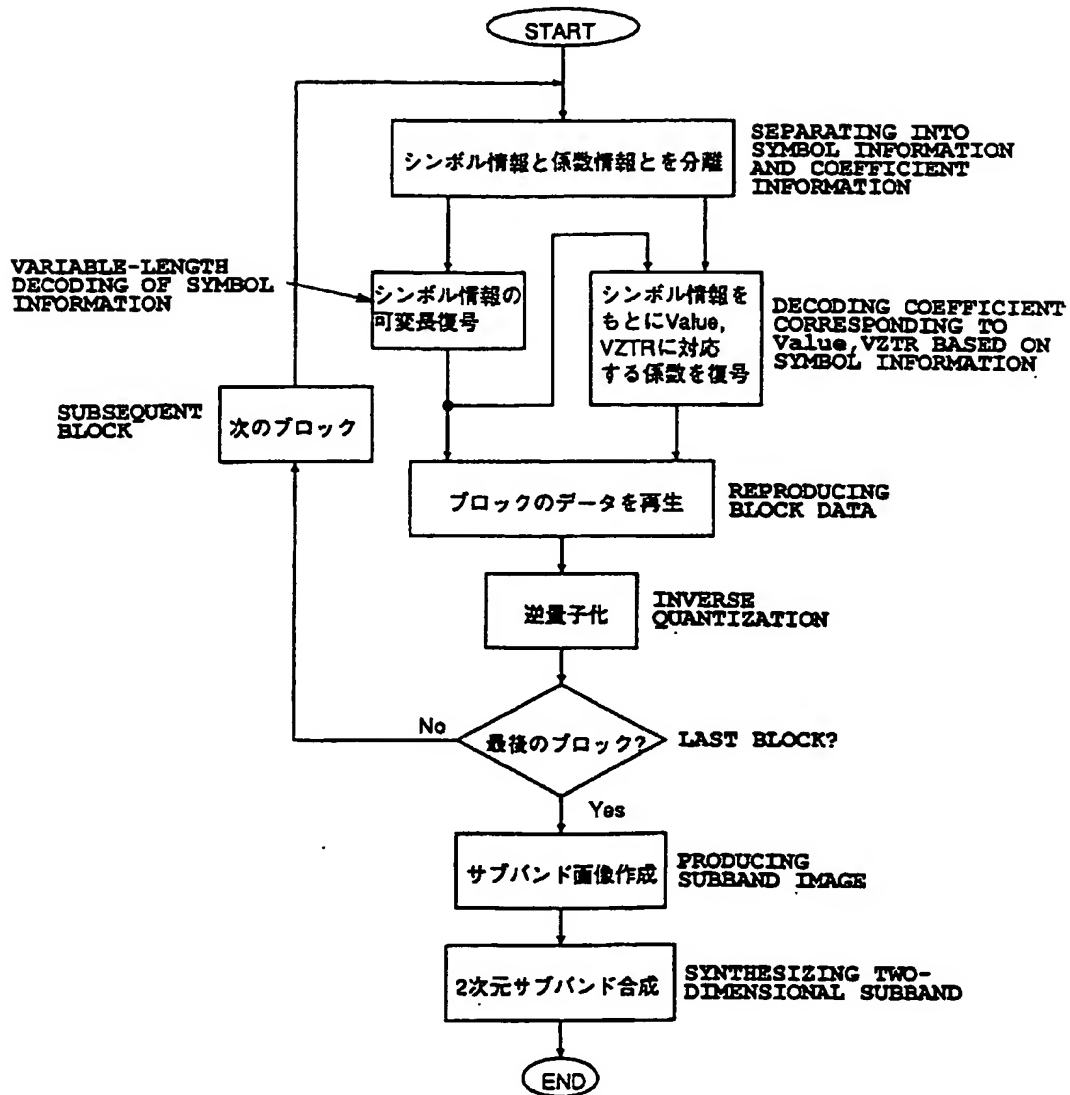 START
シンボル情報と係数情報とを分離
SEPARATING INTO
SYMBOL INFORMATION
AND COEFFICIENT
INFORMATION
VARIABLE-LENGTH
DECODING OF SYMBOL
INFORMATION
シンボル情報の
可変長復号
シンボル情報を
もとにValue,
VZTRに対応
する係数を復号
DECODING COEFFICIENT
CORRESPONDING TO
Value,VZTR BASED ON
SYMBOL INFORMATION
SUBSEQUENT
BLOCK
次のブロック
ブロックのデータを再生
REPRODUCING
BLOCK DATA
逆量子化
INVERSE
QUANTIZATION
No
最後のブロック?
LAST BLOCK?
Yes
サブバンド画像作成
PRODUCING
SUBBAND IMAGE
2次元サブバンド合成
SYNTHESIZING TWO-
DIMENSIONAL SUBBAND
END